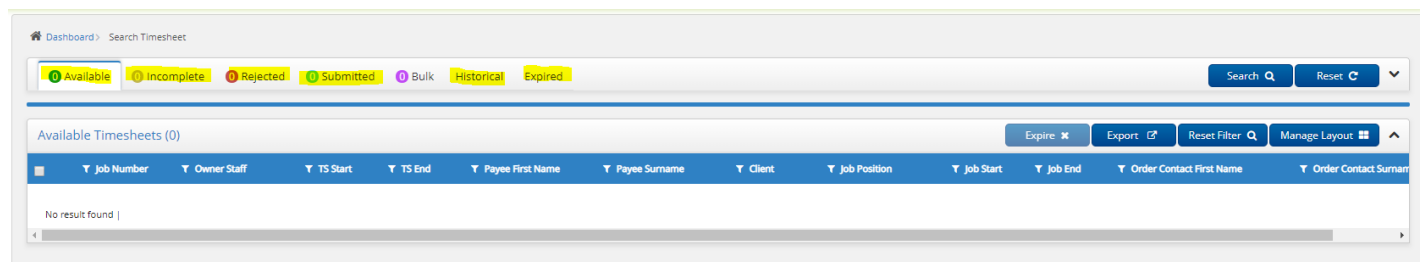 Dashboard> Search Timesheet
0 Available 0 Incomplete 0 Rejected 0 Submitted 0 Bulk Historical Expired Search Reset
Available Timesheets (0) Expire Export Reset Filter Manage Layout
Job Number Owner Staff TS Start TS End Payee First Name Payee Surname Client Job Position Job Start Job End Order Contact First Name Order Contact Surnam
No result found |